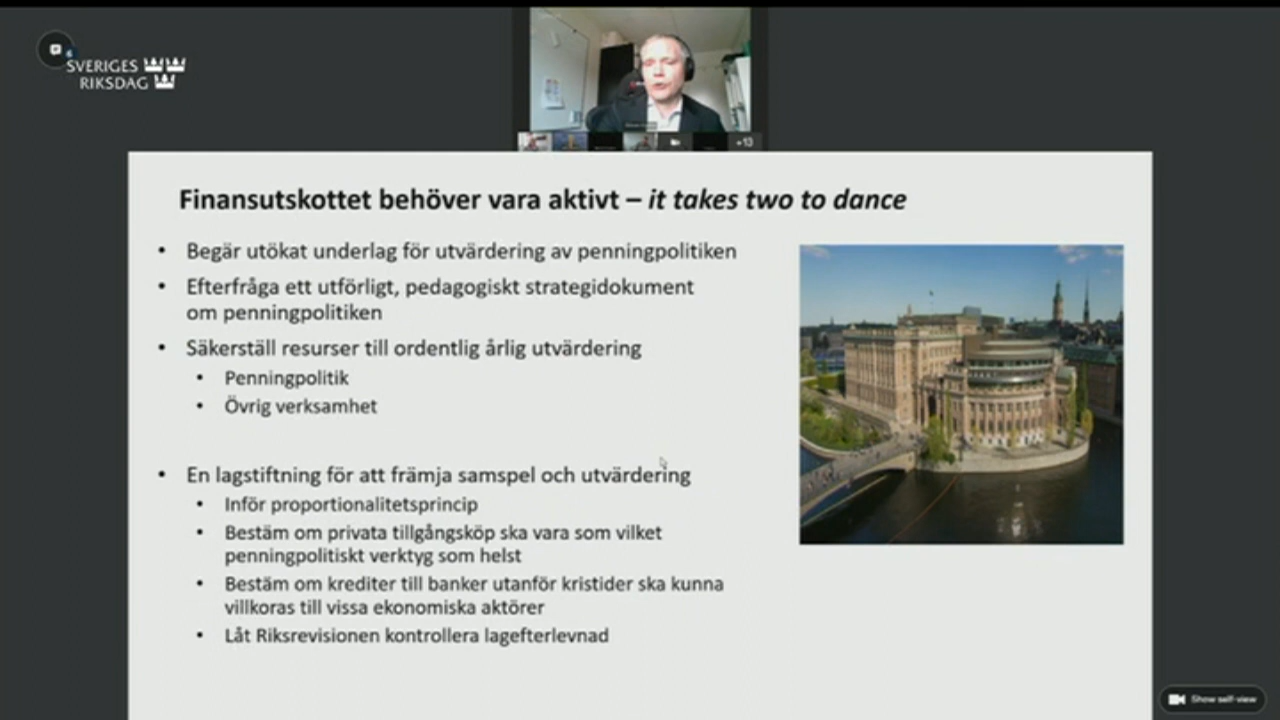 SVERIGES
RIKSDAG
+13
Finansutskottet behöver vara aktivt – it takes two to dance
• Begär utökat underlag för utvärdering av penningpolitiken
• Efterfråga ett utförligt, pedagogiskt strategidokument
om penningpolitiken
• Säkerställ resurser till ordentlig årlig utvärdering
• Penningpolitik
• Övrig verksamhet
• En lagstiftning för att främja samspel och utvärdering
• Inför proportionalitetsprincip
• Bestäm om privata tillgångsköp ska vara som vilket
penningpolitiskt verktyg som helst
• Bestäm om krediter till banker utanför kristider ska kunna
villkoras till vissa ekonomiska aktörer
• Låt Riksrevisionen kontrollera lagefterlevnad
Show self-view